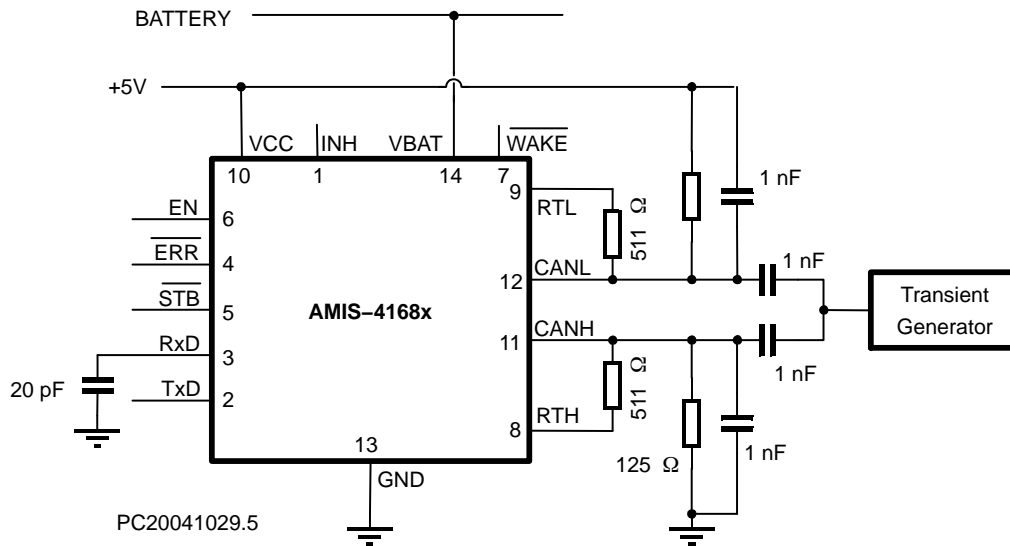 BATTERY
+5V
VCC
INH
VBAT
WAKE
10
1
14
7
9
RTL
511 Ω
1 nF
EN
6
ERR
4
12
CANL
1 nF
STB
5
AMIS–4168x
Transient
Generator
RxD
3
11
CANH
1 nF
20 pF
TxD
2
8
RTH
511 Ω
125 Ω
1 nF
13
GND
PC20041029.5